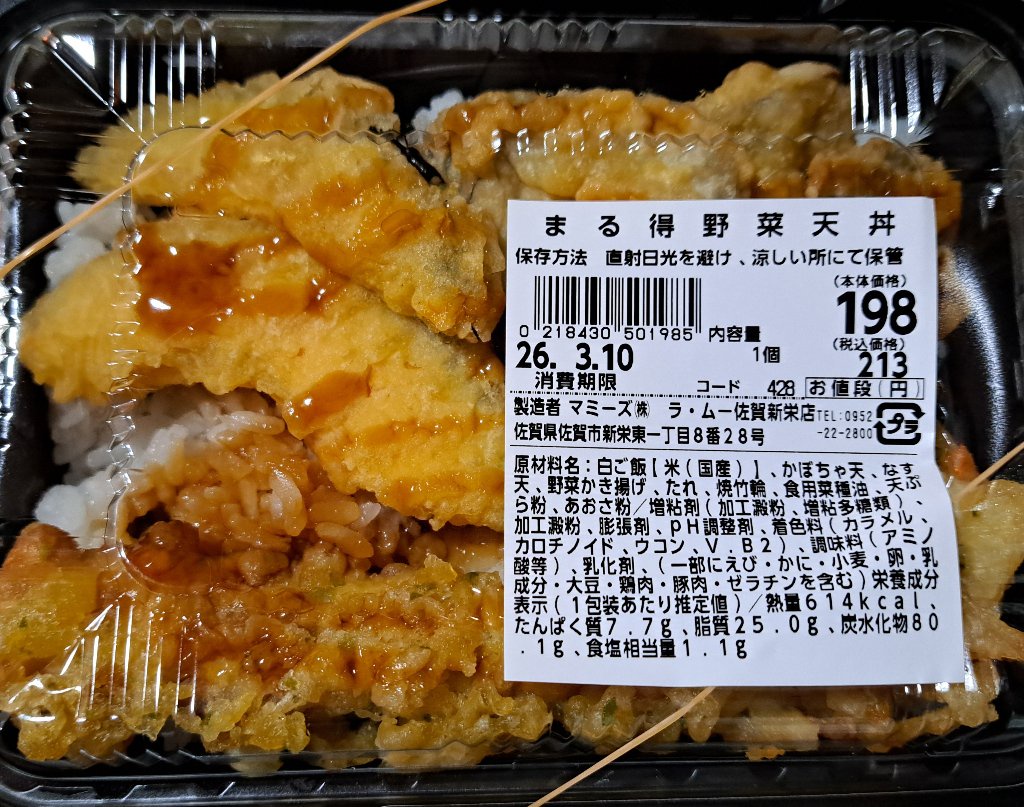 まる得野菜天丼
保存方法 直射日光を避け、涼しい所にて保管
(本体価格)
198
0 218430 501985 内容量
(税込価格)
26. 3.10 1個 213
消費期限 コード 428 お値段(円)
製造者 マミーズ㈱ ラ・ムー佐賀新栄店 TEL:0952
佐賀県佐賀市新栄東一丁目8番28号 -22-2800 プラ
原材料名:白ご飯【米(国産)】、かぼちゃ天、なす
天、野菜かき揚げ、たれ、焼竹輪、食用菜種油、天ぷ
ら粉、あおさ粉/増粘剤(加工澱粉、増粘多糖類)、
加工澱粉、膨張剤、pH調整剤、着色料(カラメル、
カロチノイド、ウコン、V.B2)、調味料(アミノ
酸等)、乳化剤、(一部にえび・かに・小麦・卵・乳
成分・大豆・鶏肉・豚肉・ゼラチンを含む)栄養成分
表示(1包装あたり推定値)/熱量614kcal、
たんぱく質7.7g、脂質25.0g、炭水化物80
.1g、食塩相当量1.1g